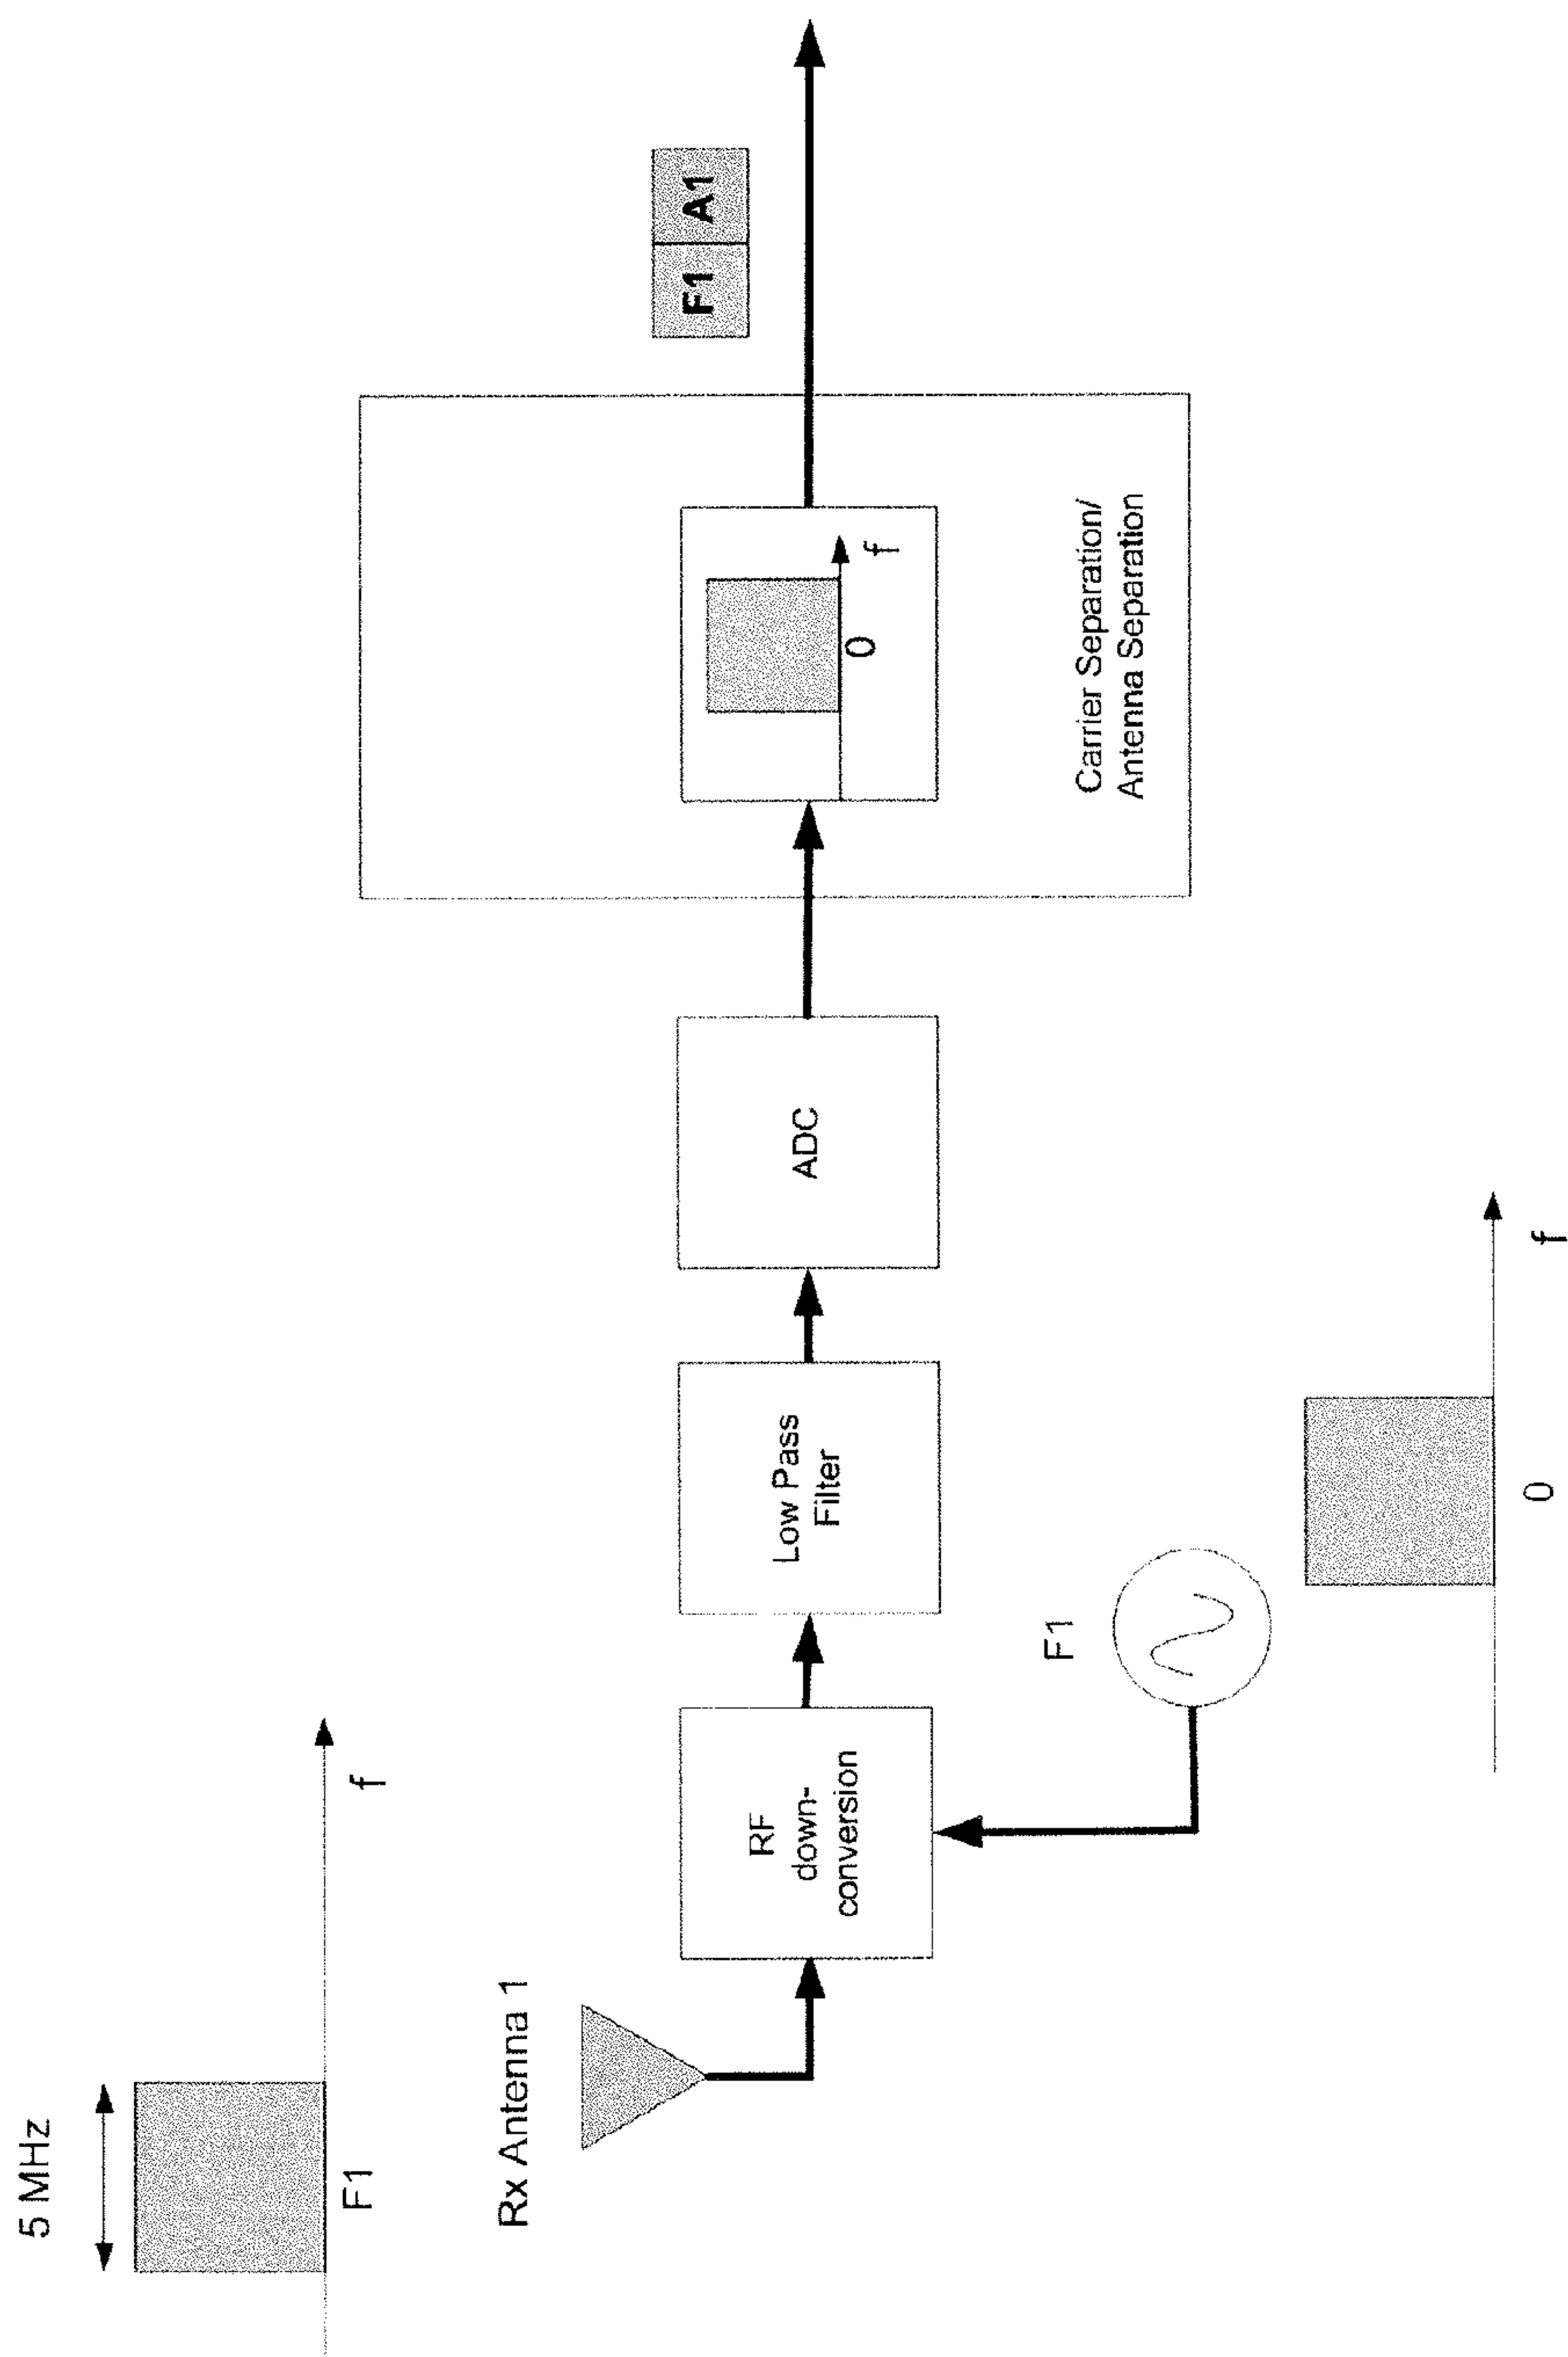 5 MHz
F1
f
Rx Antenna 1
RF
down-
conversion
F1
Low Pass
Filter
0
f
ADC
0
f
Carrier Separation/
Antenna Separation
F1 A1